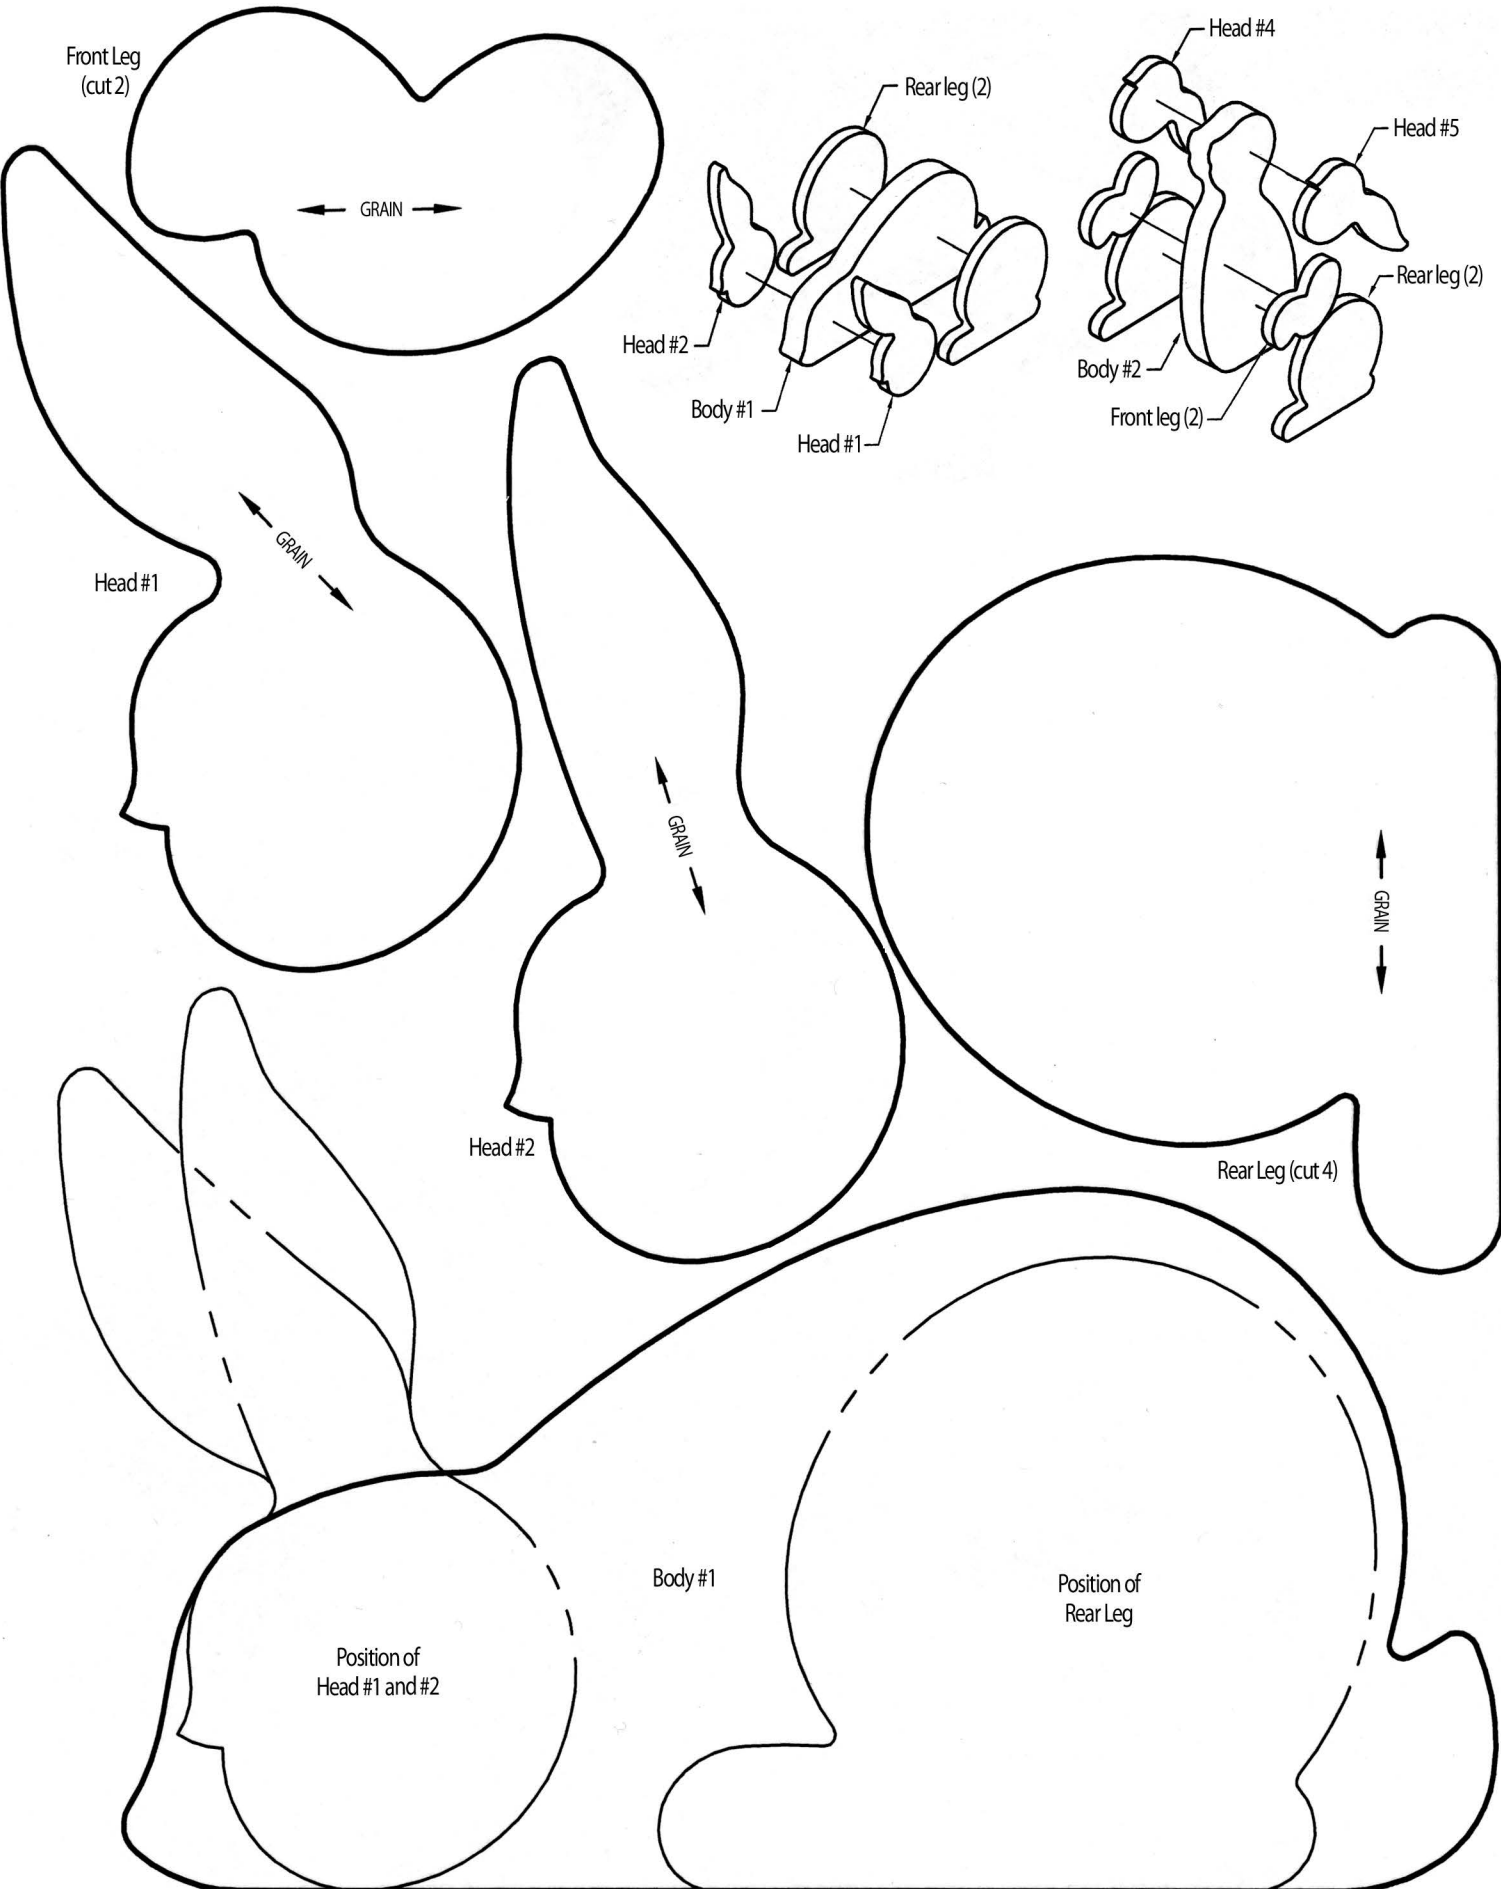 Front Leg
(cut 2)
GRAIN
Rear leg (2)
Head #2
Body #1
Head #1
Head #4
Head #5
Rear leg (2)
Body #2
Front leg (2)
GRAIN
Head #1
GRAIN
Head #2
GRAIN
Rear Leg (cut 4)
Body #1
Position of
Rear Leg
Position of
Head #1 and #2